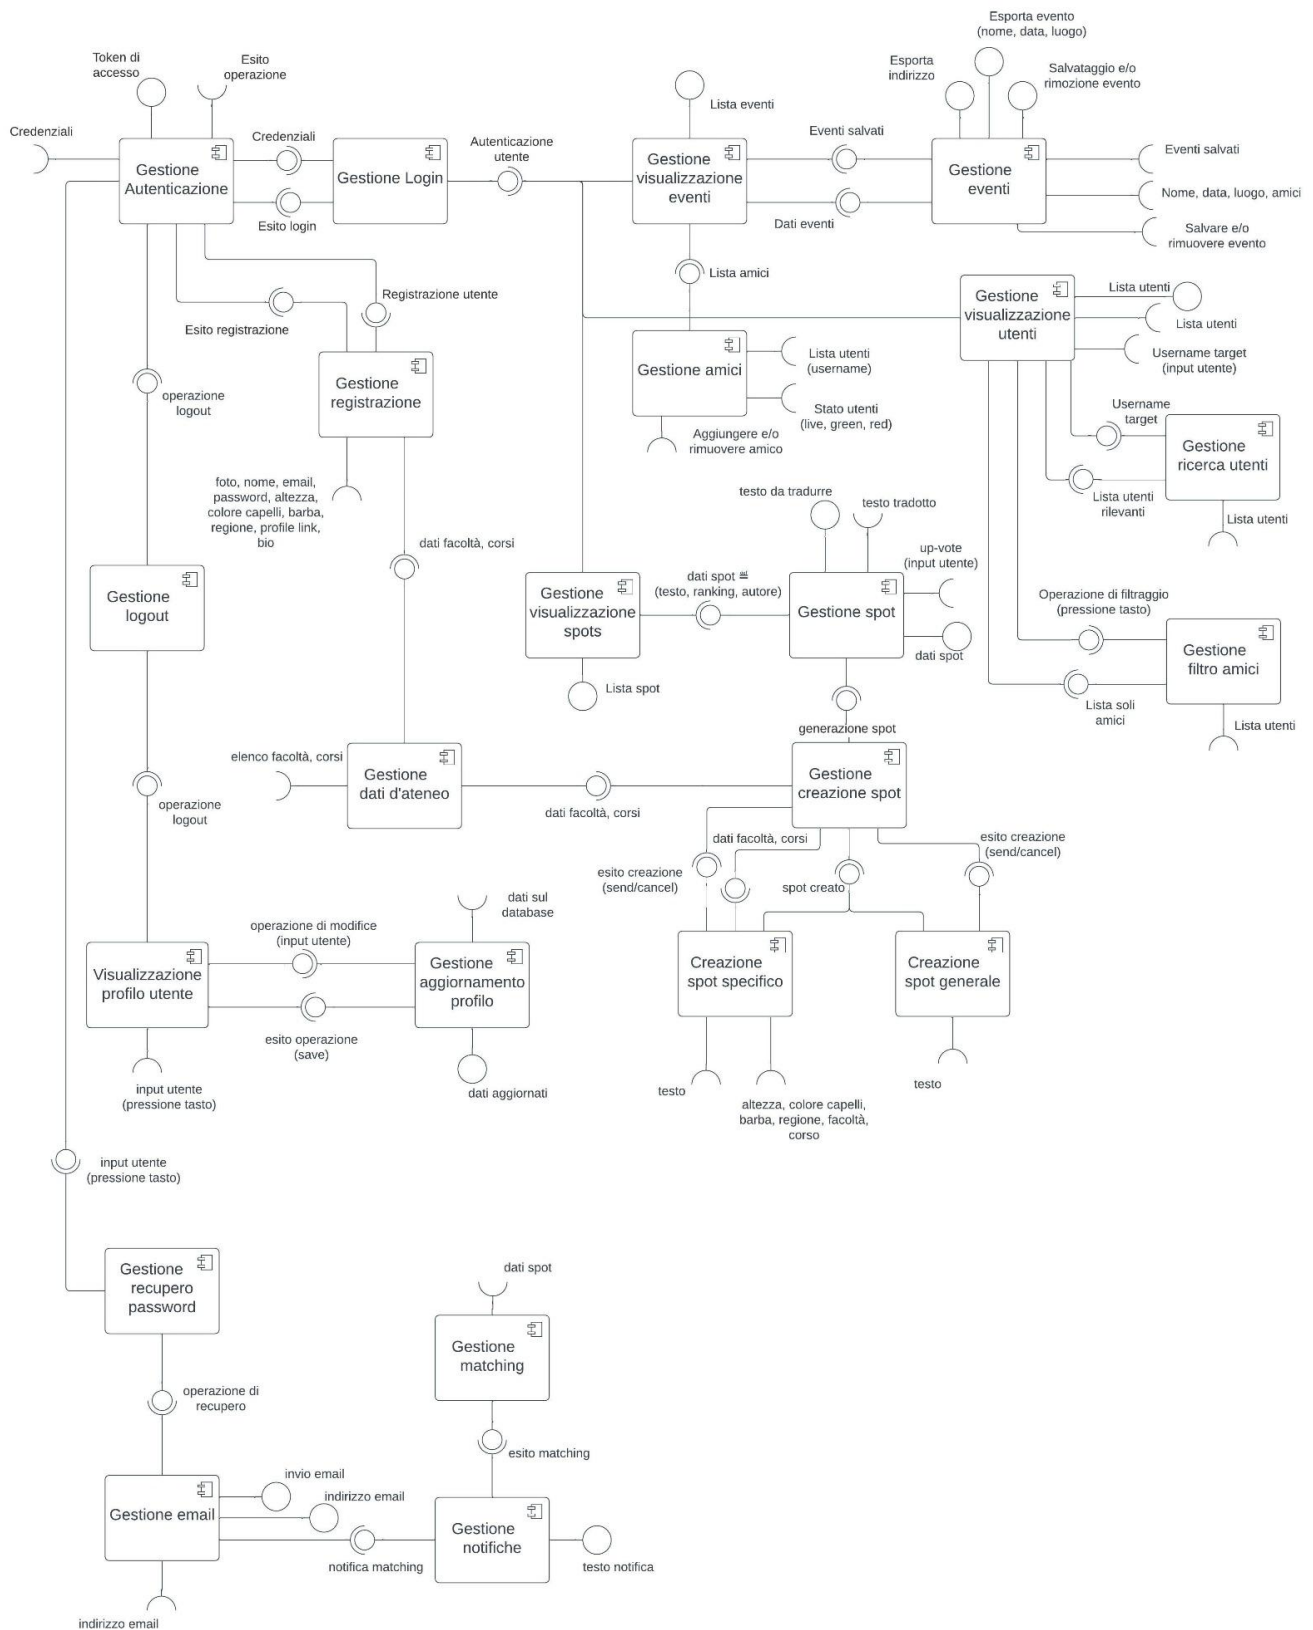 Esporta evento
(nome, data, luogo)
Token di
accesso
Esito
operazione
Esporta
indirizzo
Salvataggio e/o
rimozione evento
Lista eventi
Credenziali
Credenziali
Autenticazione
utente
Eventi salvati
Eventi salvati
Gestione
Autenticazione
Gestione Login
Gestione
visualizzazione
eventi
Gestione
eventi
Nome, data, luogo, amici
Esito login
Dati eventi
Salvare e/o
rimuovere evento
Lista amici
Registrazione utente
Esito registrazione
Gestione
visualizzazione
utenti
Lista utenti
Lista utenti
Username target
(input utente)
Gestione
registrazione
Gestione amici
Lista utenti
(username)
Stato utenti
(live, green, red)
Aggiungere e/o
rimuovere amico
operazione
logout
Username
target
Gestione
ricerca utenti
Lista utenti
rilevanti
Lista utenti
foto, nome, email,
password, altezza,
colore capelli, barba,
regione, profile link,
bio
dati facoltà, corsi
testo da tradurre
testo tradotto
up-vote
(input utente)
Gestione
logout
Gestione
visualizzazione
spots
dati spot ≝
(testo, ranking, autore)
Gestione spot
dati spot
Lista spot
Operazione di filtraggio
(pressione tasto)
Gestione
filtro amici
Lista soli
amici
Lista utenti
generazione spot
elenco facoltà, corsi
Gestione
dati d'ateneo
dati facoltà, corsi
Gestione
creazione spot
operazione
logout
dati facoltà, corsi
esito creazione
(send/cancel)
esito creazione
(send/cancel)
spot creato
dati sul
database
operazione di modifice
(input utente)
Visualizzazione
profilo utente
Gestione
aggiornamento
profilo
Creazione
spot specifico
Creazione
spot generale
esito operazione
(save)
input utente
(pressione tasto)
dati aggiornati
testo
altezza, colore capelli,
barba, regione, facoltà,
corso
testo
input utente
(pressione tasto)
Gestione
recupero
password
dati spot
Gestione
matching
operazione di
recupero
esito matching
invio email
indirizzo email
Gestione email
Gestione
notifiche
notifica matching
testo notifica
indirizzo email